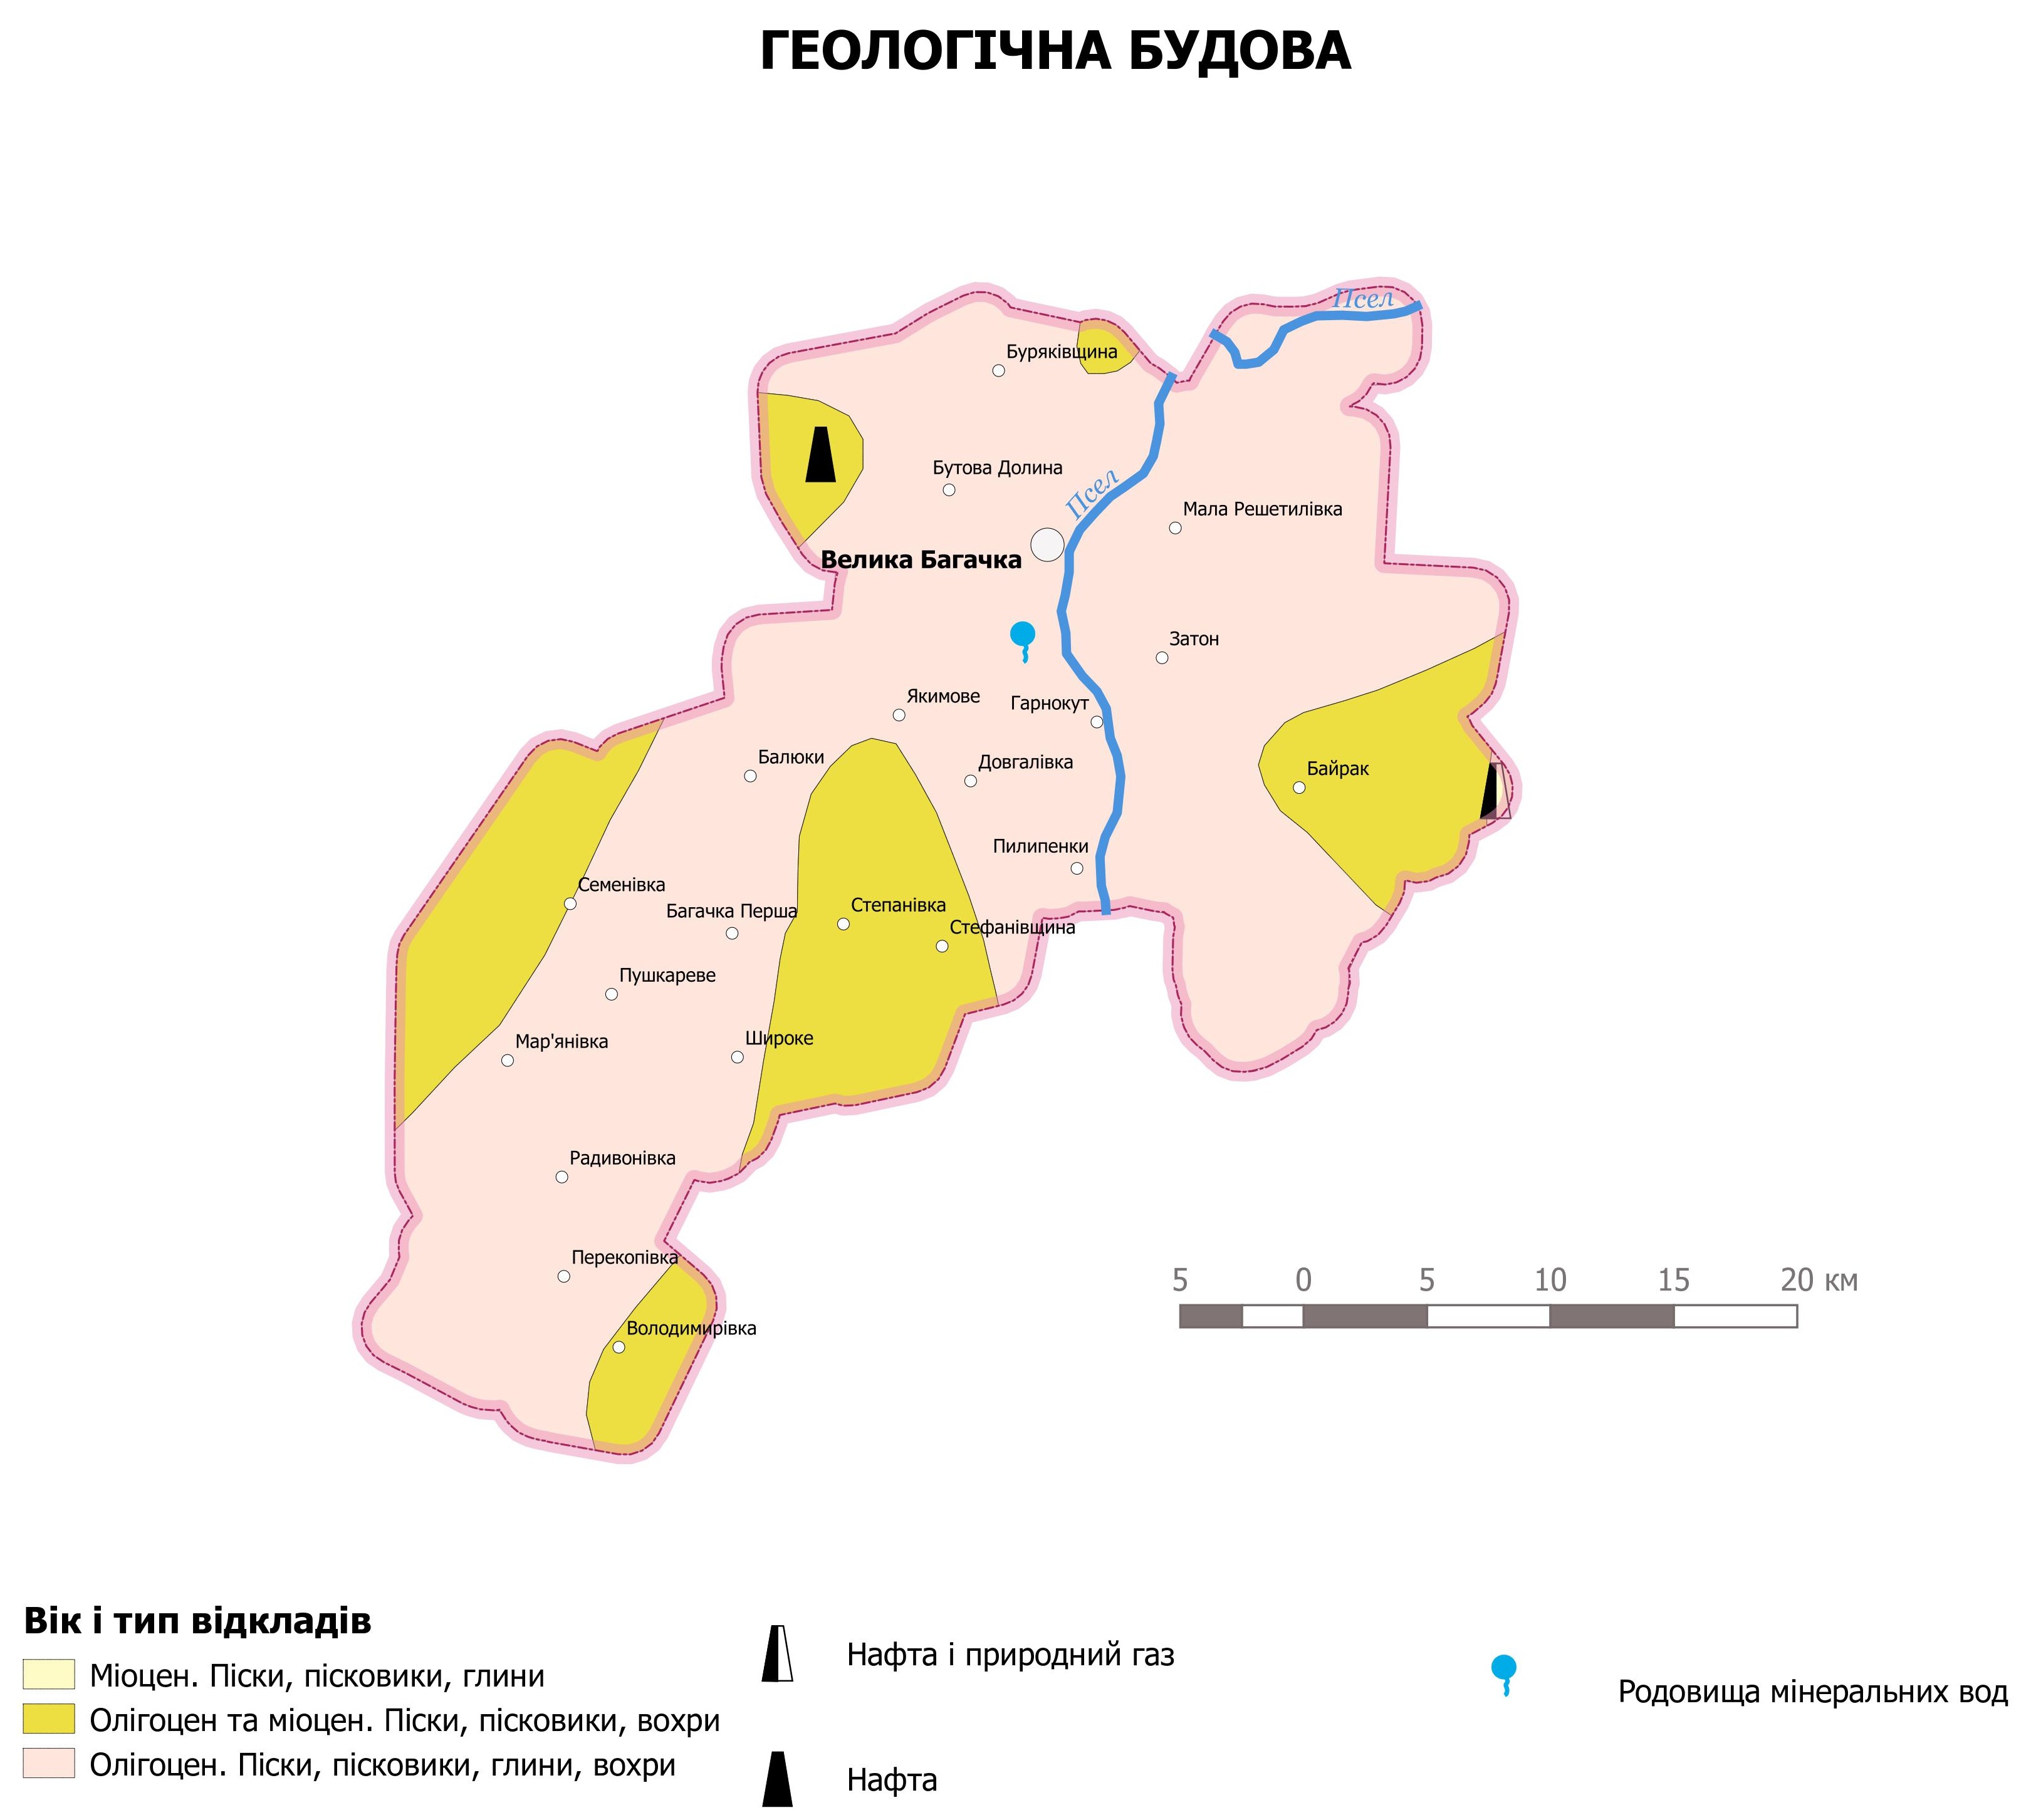 ГЕОЛОГІЧНА БУДОВА
Псел
Буряківщина
Бутова Долина
Псел
Мала Решетилівка
Велика Багачка
Затон
Якимове
Гарнокут
Балюки
Довгалівка
Байрак
Пилипенки
Семенівка
Багачка Перша
Степанівка
Стефанівщина
Пушкареве
Мар'янівка
Широке
Радивонівка
Перекопівка
Володимирівка
5 0 5 10 15 20 км
Вік і тип відкладів
Міоцен. Піски, пісковики, глини
Олігоцен та міоцен. Піски, пісковики, вохри
Олігоцен. Піски, пісковики, глини, вохри
Нафта і природний газ
Нафта
Родовища мінеральних вод